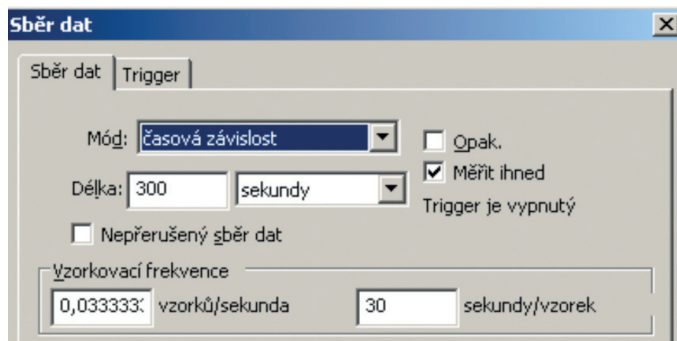 Sběr dat
Sběr dat Trigger
Mód: časová závislost Opak.
Měřit ihned
Délka: 300 sekundy
Trigger je vypnutý
Nepřerušený sběr dat
Vzorkovací frekvence
0,033333 vzorků/sekunda 30 sekundy/vzorek